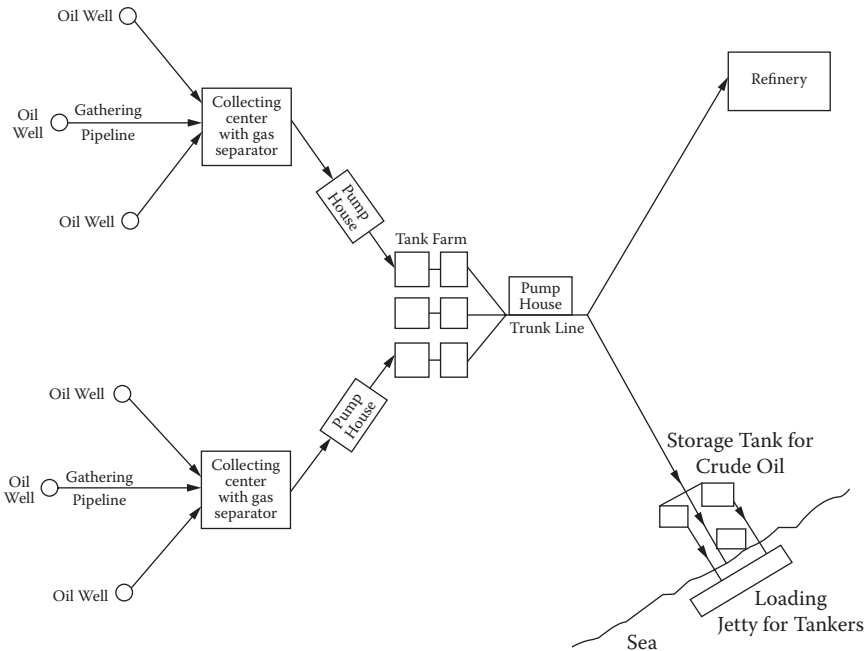 Oil Well
Collecting
center
with gas
separator
Oil
Well
Gathering
Pipeline
Oil Well
Pump
House
Refinery
Tank Farm
Pump
House
Trunk Line
Pump
House
Oil Well
Collecting
center
with gas
separator
Oil
Well
Gathering
Pipeline
Oil Well
Storage Tank for
Crude Oil
Loading
Jetty for Tankers
Sea